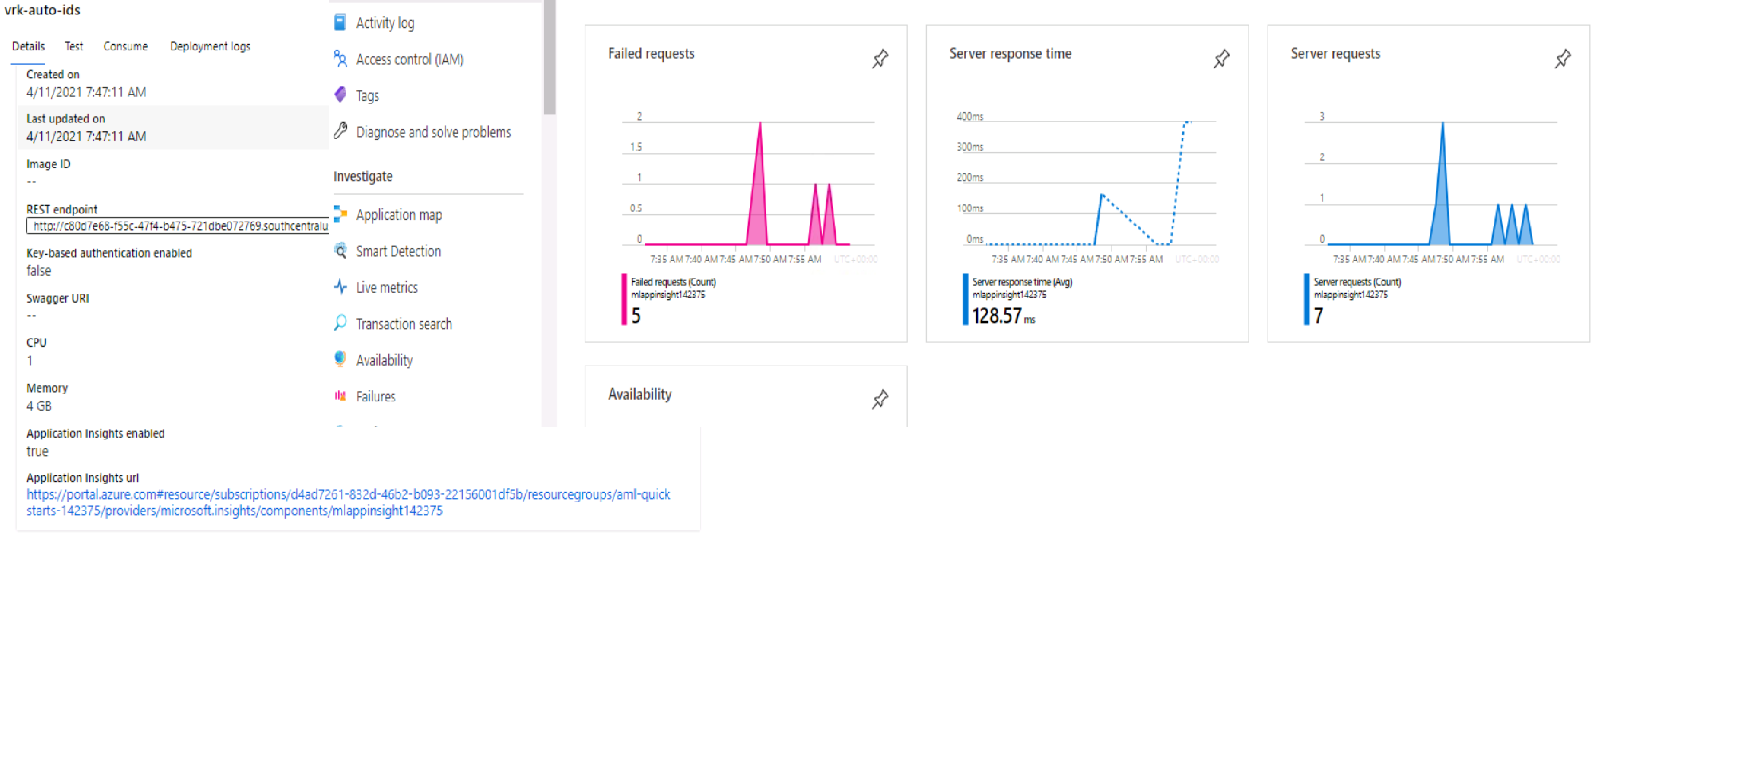 vrk-auto-ids
Details Test Consume Deployment logs
Created on
4/11/2021 7:47:11 AM
Last updated on
4/11/2021 7:47:11 AM
Image ID
--
REST endpoint
http://c80d7e68-f55c-47f4-b475-721dbe072769.southcentralu
Key-based authentication enabled
false
Swagger URI
--
CPU
1
Memory
4 GB
Application Insights enabled
true
Application Insights url
https://portal.azure.com#resource/subscriptions/d4ad7261-832d-46b2-b093-22156001df5b/resourcegroups/aml-quick
starts-142375/providers/microsoft.insights/components/mlappinsight142375
Activity log
Access control (IAM)
Tags
Diagnose and solve problems
Investigate
Application map
Smart Detection
Live metrics
Transaction search
Availability
Failures
Failed requests
2
1.5
1
0.5
0
7:35 AM 7:40 AM 7:45 AM 7:50 AM 7:55 AM UTC+00:00
Failed requests (Count)
mlappinsight142375
5
Server response time
400ms
300ms
200ms
100ms
0ms
7:35 AM 7:40 AM 7:45 AM 7:50 AM 7:55 AM UTC+00:00
Server response time (Avg)
mlappinsight142375
128.57 ms
Server requests
3
2
1
0
7:35 AM 7:40 AM 7:45 AM 7:50 AM 7:55 AM UTC+00:00
Server requests (Count)
mlappinsight142375
7
Availability